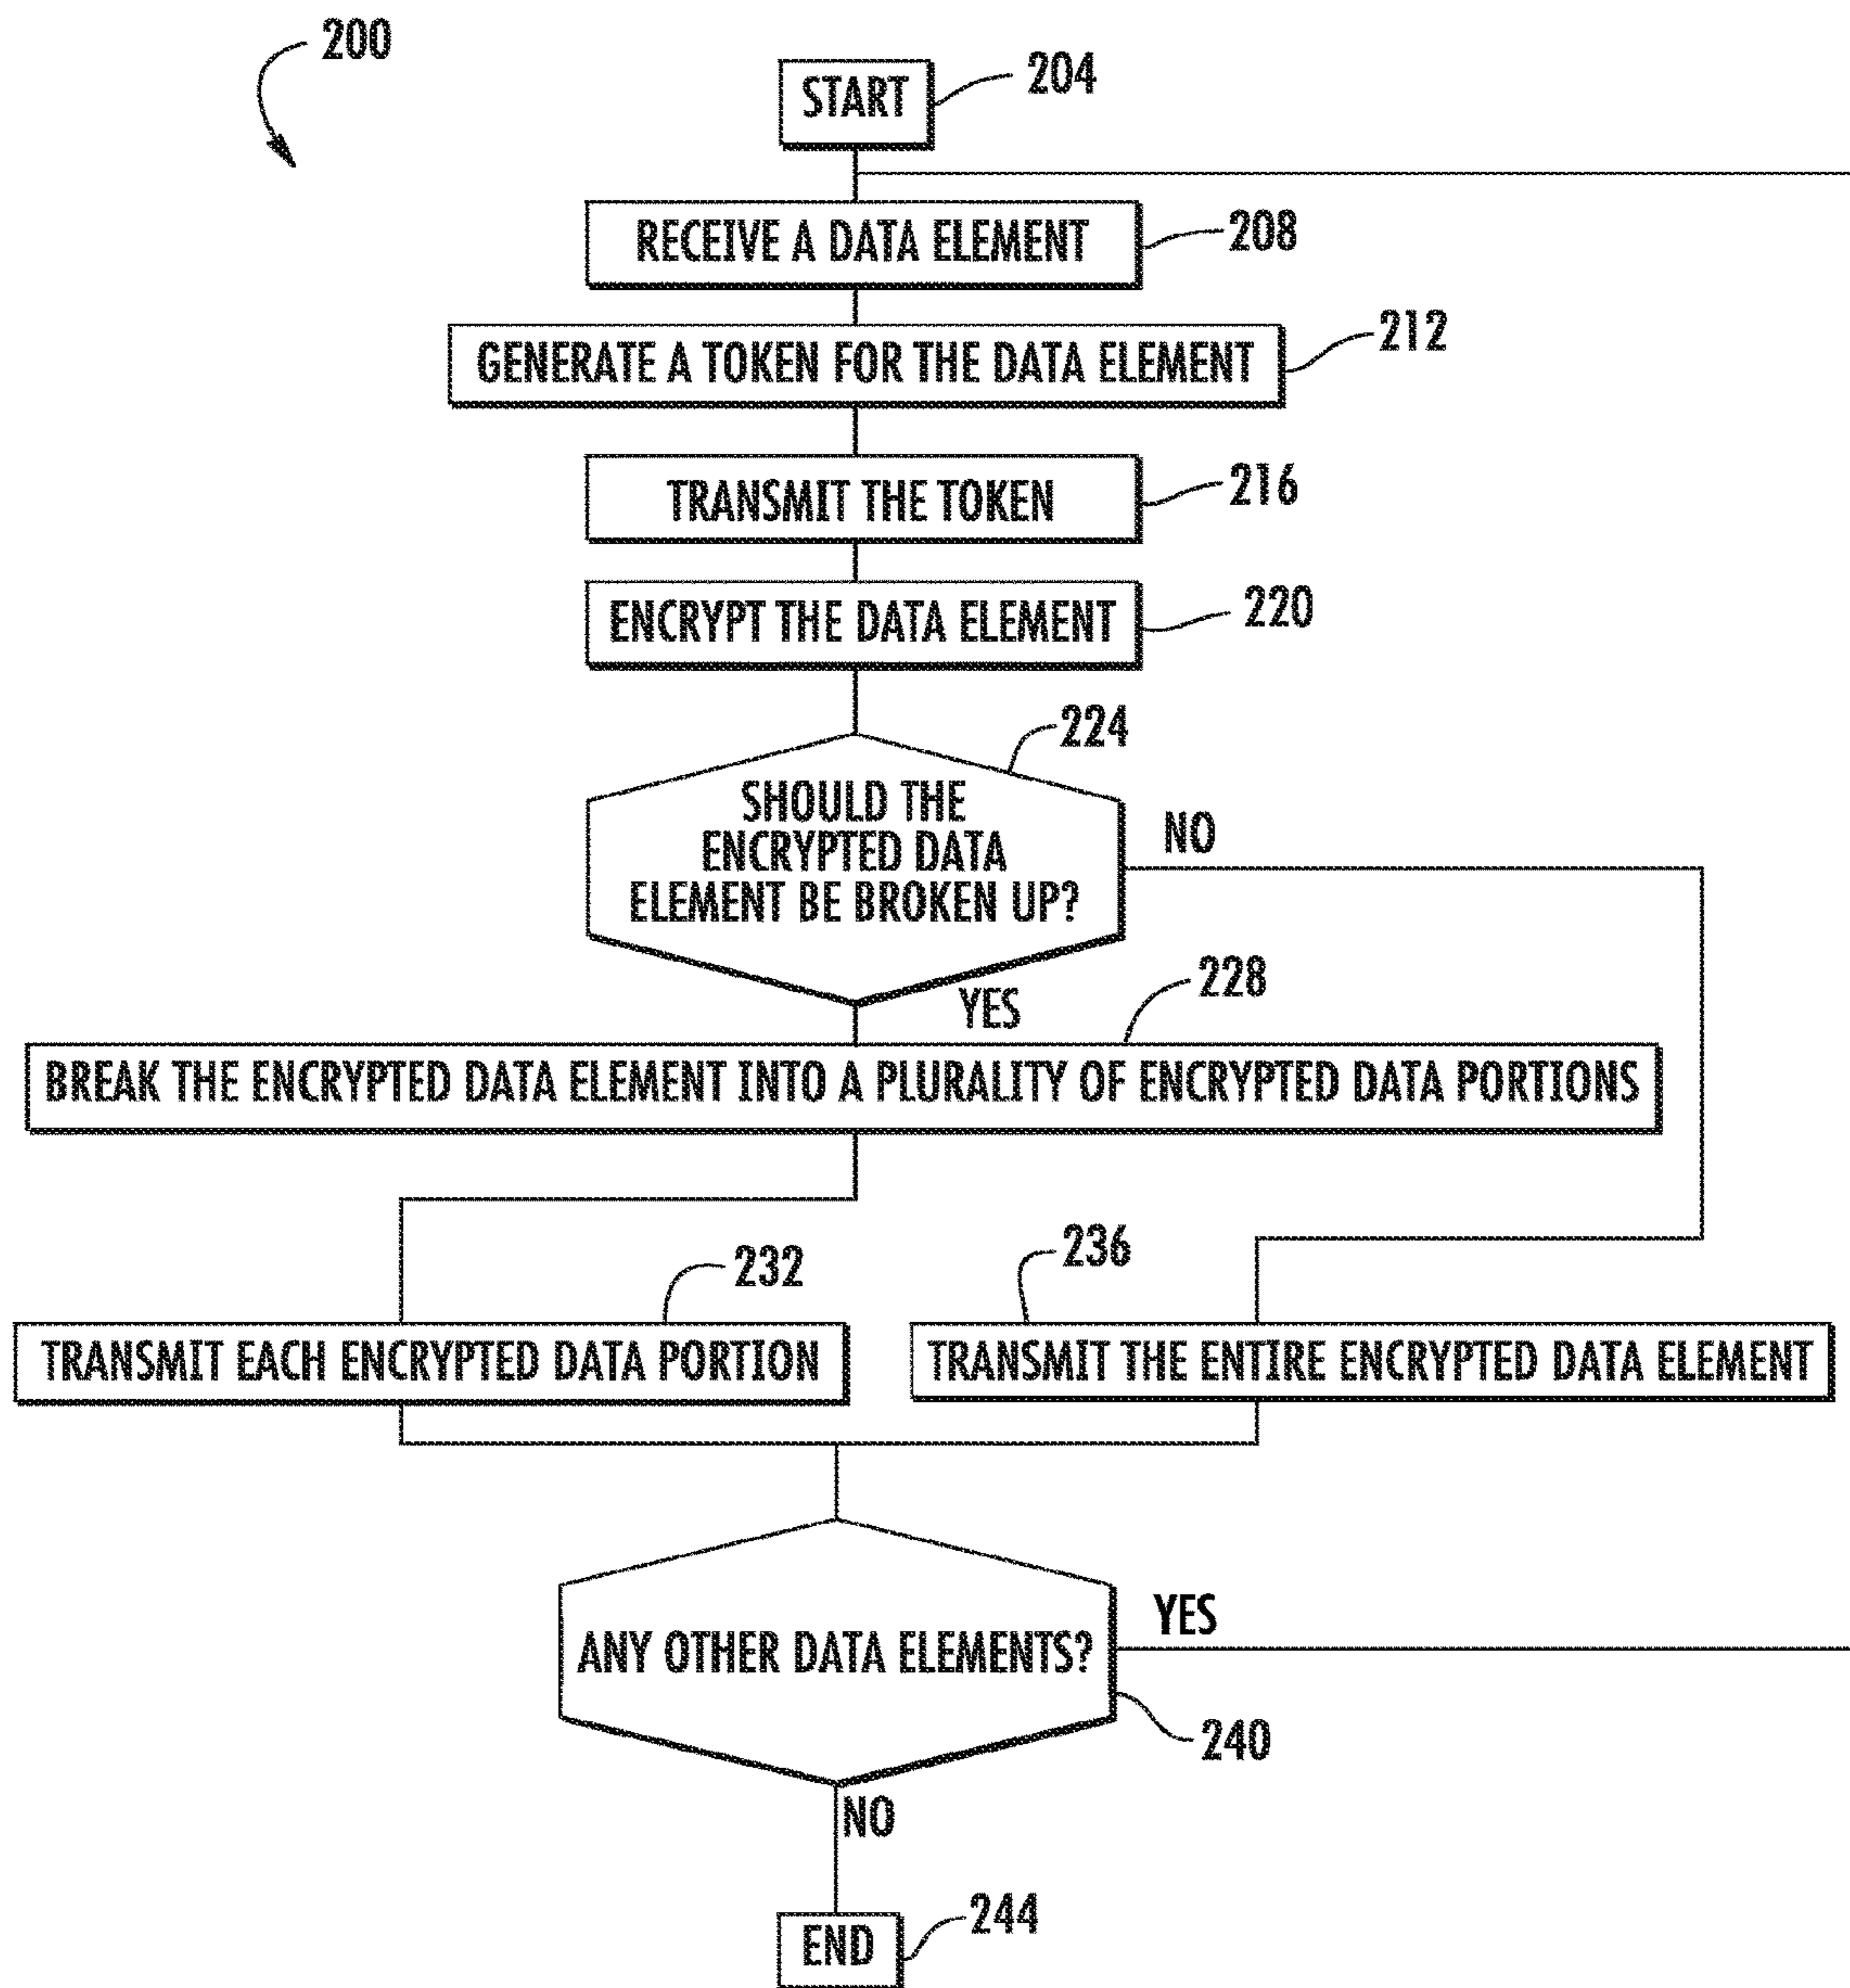 200
START
204
RECEIVE A DATA ELEMENT
208
GENERATE A TOKEN FOR THE DATA ELEMENT
212
TRANSMIT THE TOKEN
216
ENCRYPT THE DATA ELEMENT
220
224
SHOULD THE
ENCRYPTED DATA
ELEMENT BE BROKEN UP?
NO
YES
228
BREAK THE ENCRYPTED DATA ELEMENT INTO A PLURALITY OF ENCRYPTED DATA PORTIONS
232
236
TRANSMIT EACH ENCRYPTED DATA PORTION
TRANSMIT THE ENTIRE ENCRYPTED DATA ELEMENT
ANY OTHER DATA ELEMENTS?
YES
240
NO
END
244